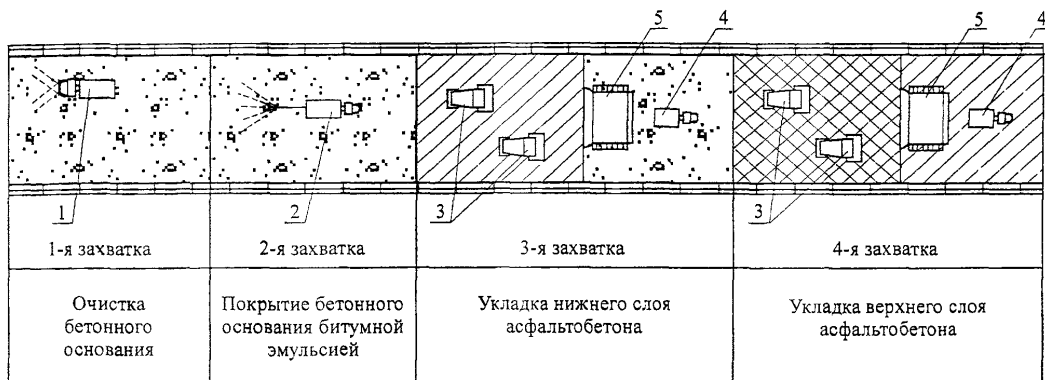 5 4 5 4
1 2 3 3
1-я захватка 2-я захватка 3-я захватка 4-я захватка
Очистка
бетонного
основания
Покрытие бетонного
основания битумной
эмульсией
Укладка нижнего слоя
асфальтобетона
Укладка верхнего слоя
асфальтобетона